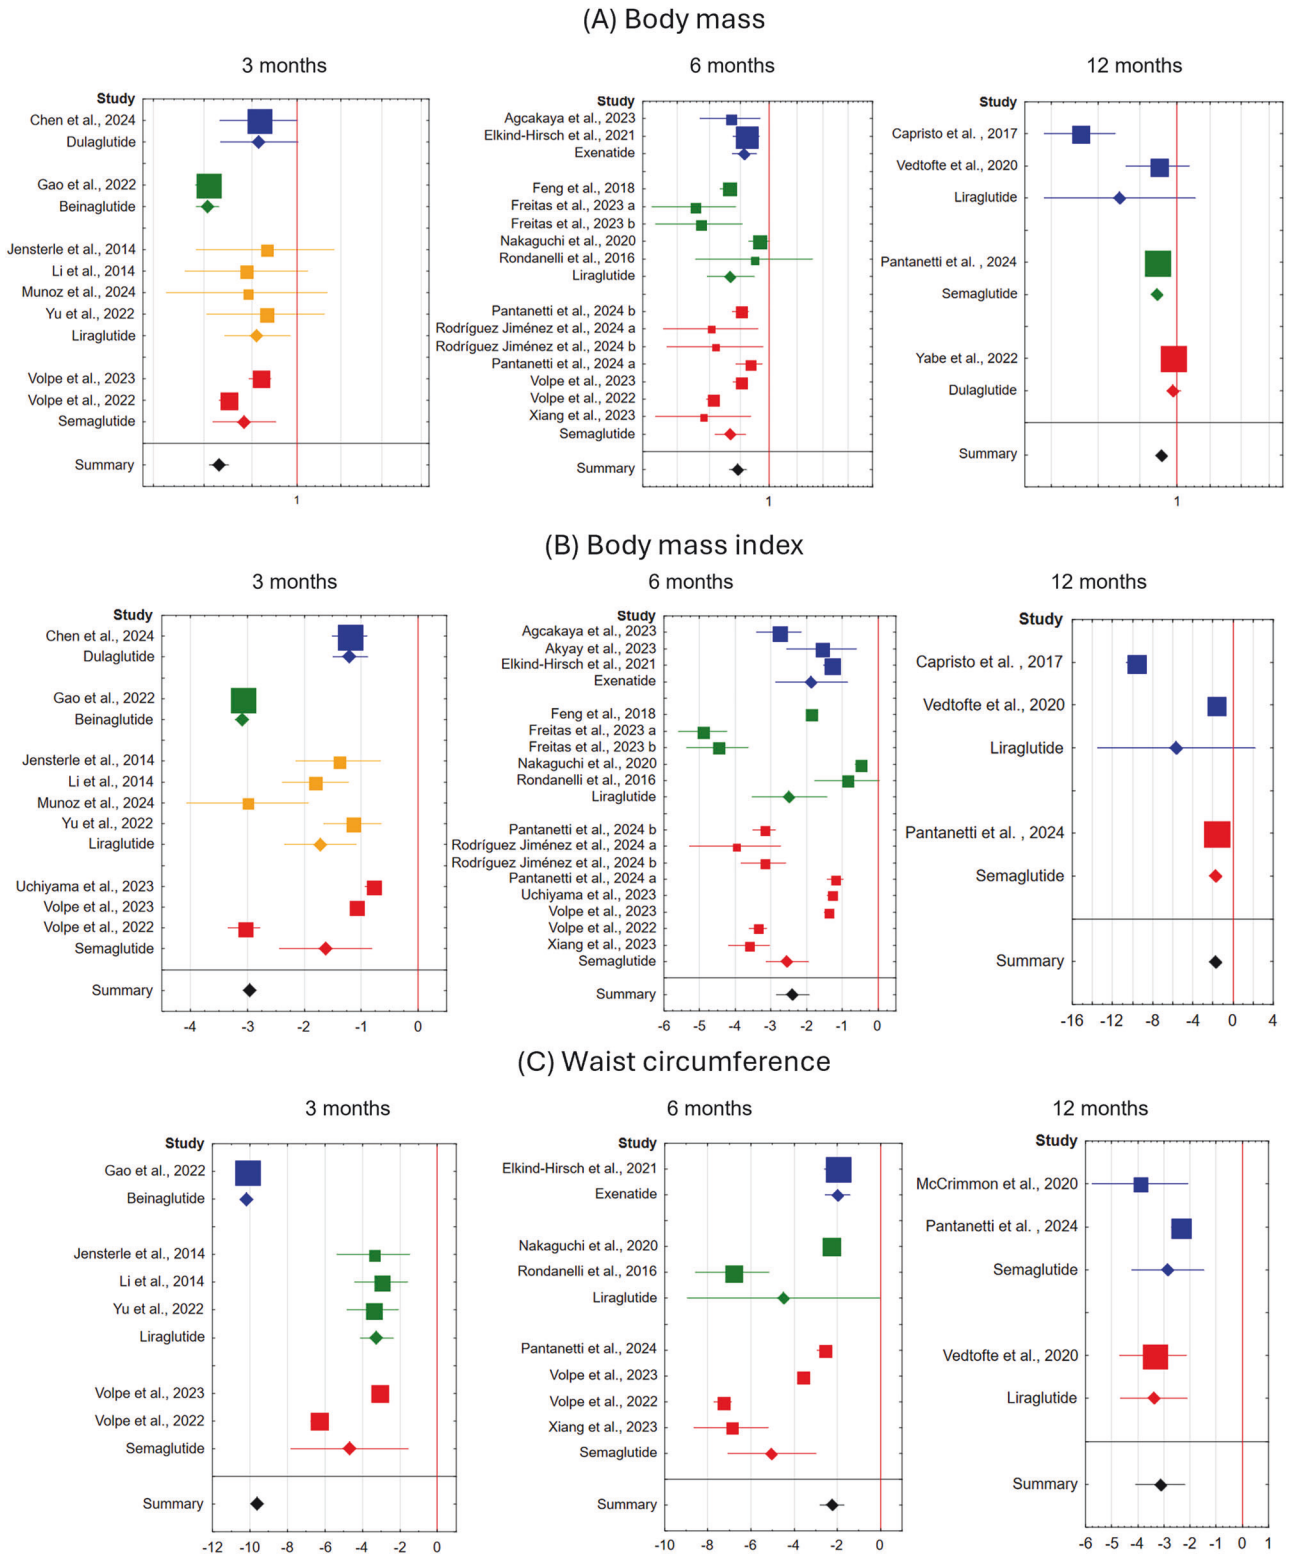 (A) Body mass
3 months
Study
Chen et al., 2024
Dulaglutide
Gao et al., 2022
Beinaglutide
Jensterle et al., 2014
Li et al., 2014
Munoz et al., 2024
Yu et al., 2022
Liraglutide
Volpe et al., 2023
Volpe et al., 2022
Semaglutide
Summary
1
6 months
Study
Agcakaya et al., 2023
Elkind-Hirsch et al., 2021
Exenatide
Feng et al., 2018
Freitas et al., 2023 a
Freitas et al., 2023 b
Nakaguchi et al., 2020
Rondanelli et al., 2016
Liraglutide
Pantanetti et al., 2024 b
Rodríguez Jiménez et al., 2024 a
Rodríguez Jiménez et al., 2024 b
Pantanetti et al., 2024 a
Volpe et al., 2023
Volpe et al., 2022
Xiang et al., 2023
Semaglutide
Summary
1
12 months
Study
Capristo et al. , 2017
Vedtofte et al., 2020
Liraglutide
Pantanetti et al. , 2024
Semaglutide
Yabe et al., 2022
Dulaglutide
Summary
1
(B) Body mass index
3 months
Study
Chen et al., 2024
Dulaglutide
Gao et al., 2022
Beinaglutide
Jensterle et al., 2014
Li et al., 2014
Munoz et al., 2024
Yu et al., 2022
Liraglutide
Uchiyama et al., 2023
Volpe et al., 2023
Volpe et al., 2022
Semaglutide
Summary
-4 -3 -2 -1 0
6 months
Study
Agcakaya et al., 2023
Akyay et al., 2023
Elkind-Hirsch et al., 2021
Exenatide
Feng et al., 2018
Freitas et al., 2023 a
Freitas et al., 2023 b
Nakaguchi et al., 2020
Rondanelli et al., 2016
Liraglutide
Pantanetti et al., 2024 b
Rodríguez Jiménez et al., 2024 a
Rodríguez Jiménez et al., 2024 b
Pantanetti et al., 2024 a
Uchiyama et al., 2023
Volpe et al., 2023
Volpe et al., 2022
Xiang et al., 2023
Semaglutide
Summary
-6 -5 -4 -3 -2 -1 0
12 months
Study
Capristo et al. , 2017
Vedtofte et al., 2020
Liraglutide
Pantanetti et al. , 2024
Semaglutide
Summary
-16 -12 -8 -4 0 4
(C) Waist circumference
3 months
Study
Gao et al., 2022
Beinaglutide
Jensterle et al., 2014
Li et al., 2014
Yu et al., 2022
Liraglutide
Volpe et al., 2023
Volpe et al., 2022
Semaglutide
Summary
-12 -10 -8 -6 -4 -2 0
6 months
Study
Elkind-Hirsch et al., 2021
Exenatide
Nakaguchi et al., 2020
Rondanelli et al., 2016
Liraglutide
Pantanetti et al., 2024
Volpe et al., 2023
Volpe et al., 2022
Xiang et al., 2023
Semaglutide
Summary
-10 -8 -6 -4 -2 0
12 months
Study
McCrimmon et al., 2020
Pantanetti et al. , 2024
Semaglutide
Vedtofte et al., 2020
Liraglutide
Summary
-6 -5 -4 -3 -2 -1 0 1